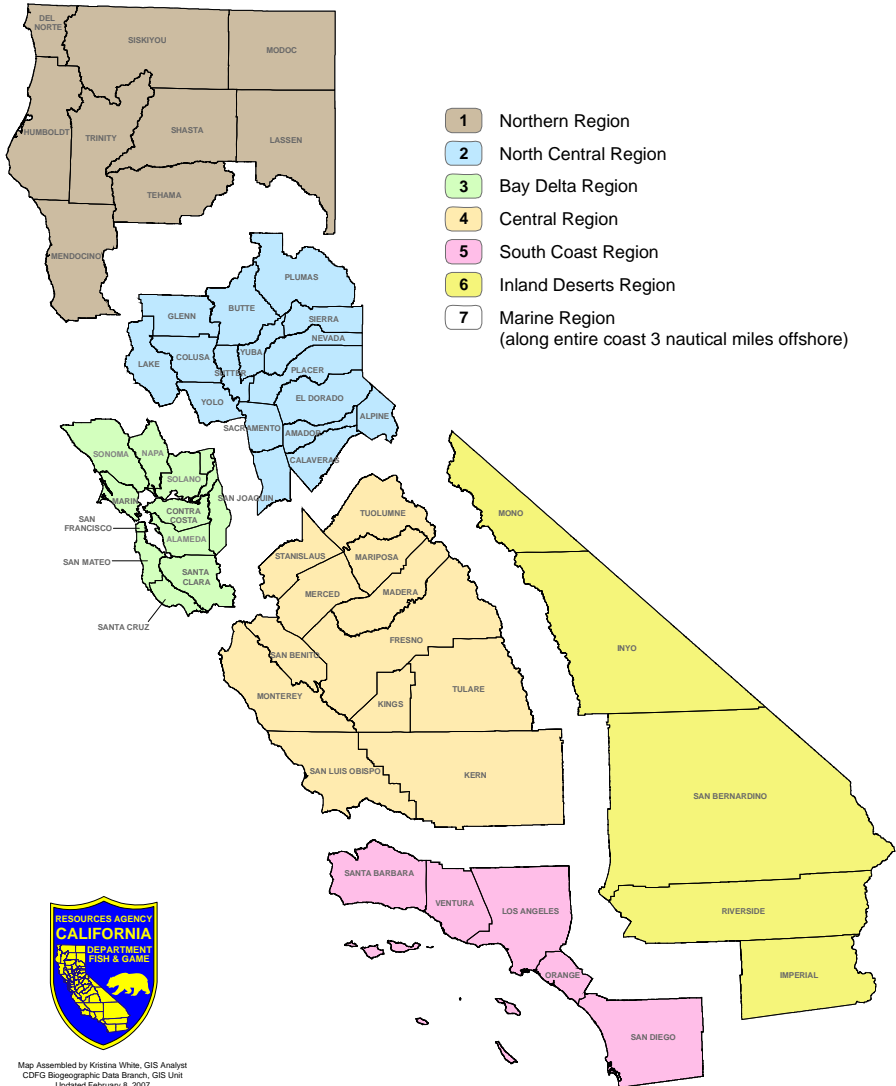 DEL
NORTE
SISKIYOU
MODOC
HUMBOLDT
TRINITY
SHASTA
LASSEN
TEHAMA
MENDOCINO
1 Northern Region
2 North Central Region
3 Bay Delta Region
4 Central Region
5 South Coast Region
6 Inland Deserts Region
7 Marine Region
(along entire coast 3 nautical miles offshore)
PLUMAS
BUTTE
GLENN
SIERRA
NEVADA
YUBA
COLUSA
LAKE
SUTTER
PLACER
EL DORADO
YOLO
ALPINE
SACRAMENTO
AMADOR
CALAVERAS
SONOMA
NAPA
SOLANO
SAN JOAQUIN
MARIN
CONTRA
COSTA
SAN
FRANCISCO
ALAMEDA
SAN MATEO
SANTA
CLARA
SANTA CRUZ
TUOLUMNE
STANISLAUS
MARIPOSA
MERCED
MADERA
FRESNO
SAN BENITO
MONTEREY
KINGS
TULARE
SAN LUIS OBISPO
KERN
MONO
INYO
SAN BERNARDINO
RIVERSIDE
IMPERIAL
SANTA BARBARA
VENTURA
LOS ANGELES
ORANGE
SAN DIEGO
RESOURCES AGENCY
CALIFORNIA
DEPARTMENT
FISH & GAME
Map Assembled by Kristina White, GIS Analyst
CDFG Biogeographic Data Branch, GIS Unit
Updated February 8, 2007